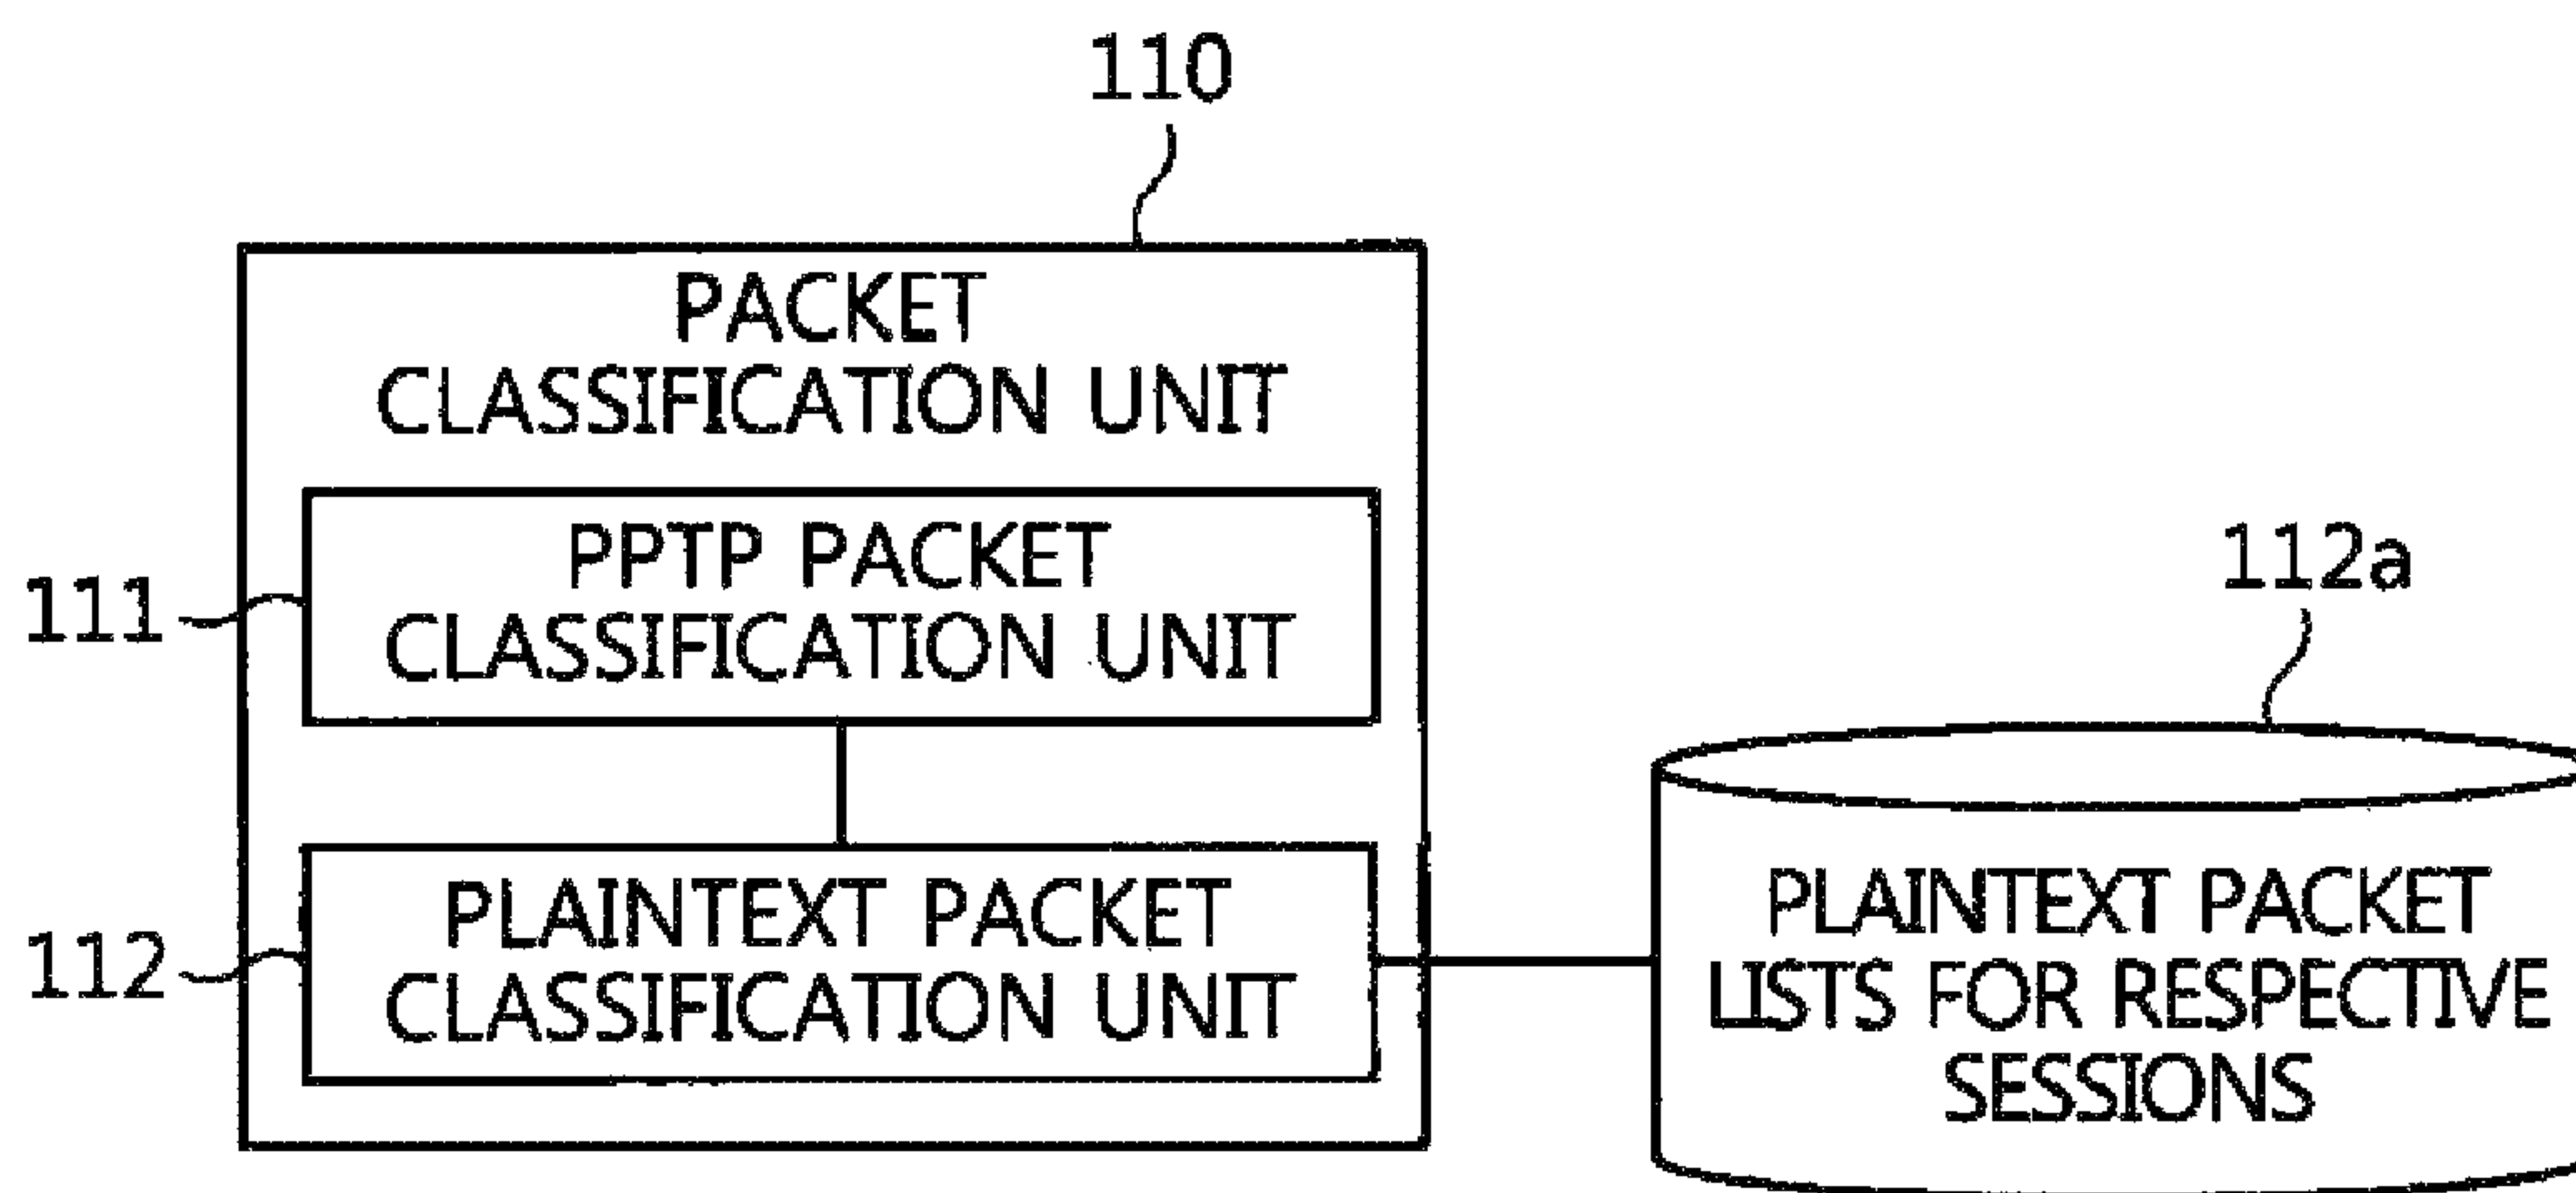 110
PACKET
CLASSIFICATION UNIT
111
PPTP PACKET
CLASSIFICATION UNIT
112a
112
PLAINTEXT PACKET
CLASSIFICATION UNIT
PLAINTEXT PACKET
LISTS FOR RESPECTIVE
SESSIONS